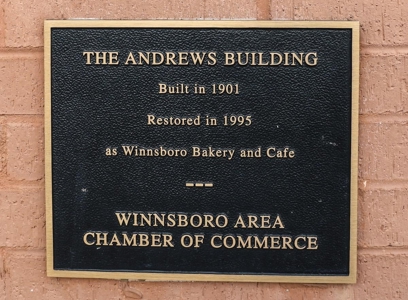 THE ANDREWS BUILDING
Built in 1901
Restored in 1995
as Winnsboro Bakery and Cafe
---
WINNSBORO AREA
CHAMBER OF COMMERCE